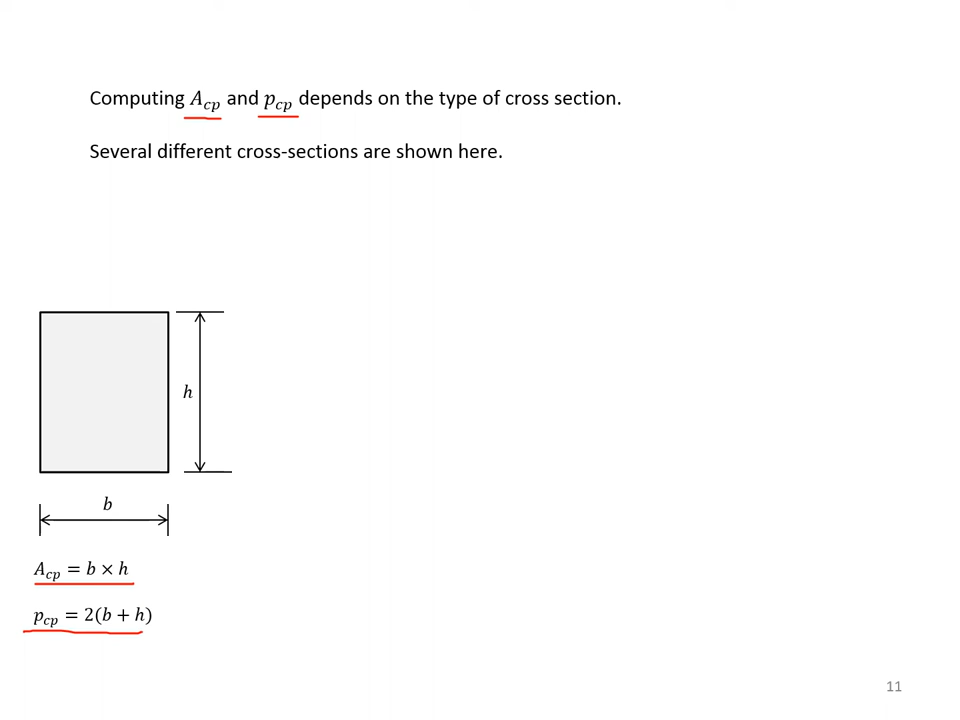 Computing A_cp and p_cp depends on the type of cross section.
Several different cross-sections are shown here.
h
b
A_cp = b × h
p_cp = 2(b + h)
11